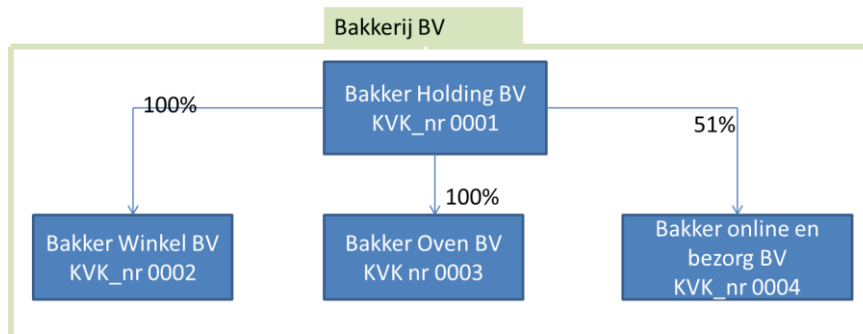 Bakkerij BV
Bakker Holding BV
KVK_nr 0001
100%
51%
100%
Bakker Winkel BV
KVK_nr 0002
Bakker Oven BV
KVK nr 0003
Bakker online en
bezorg BV
KVK_nr 0004